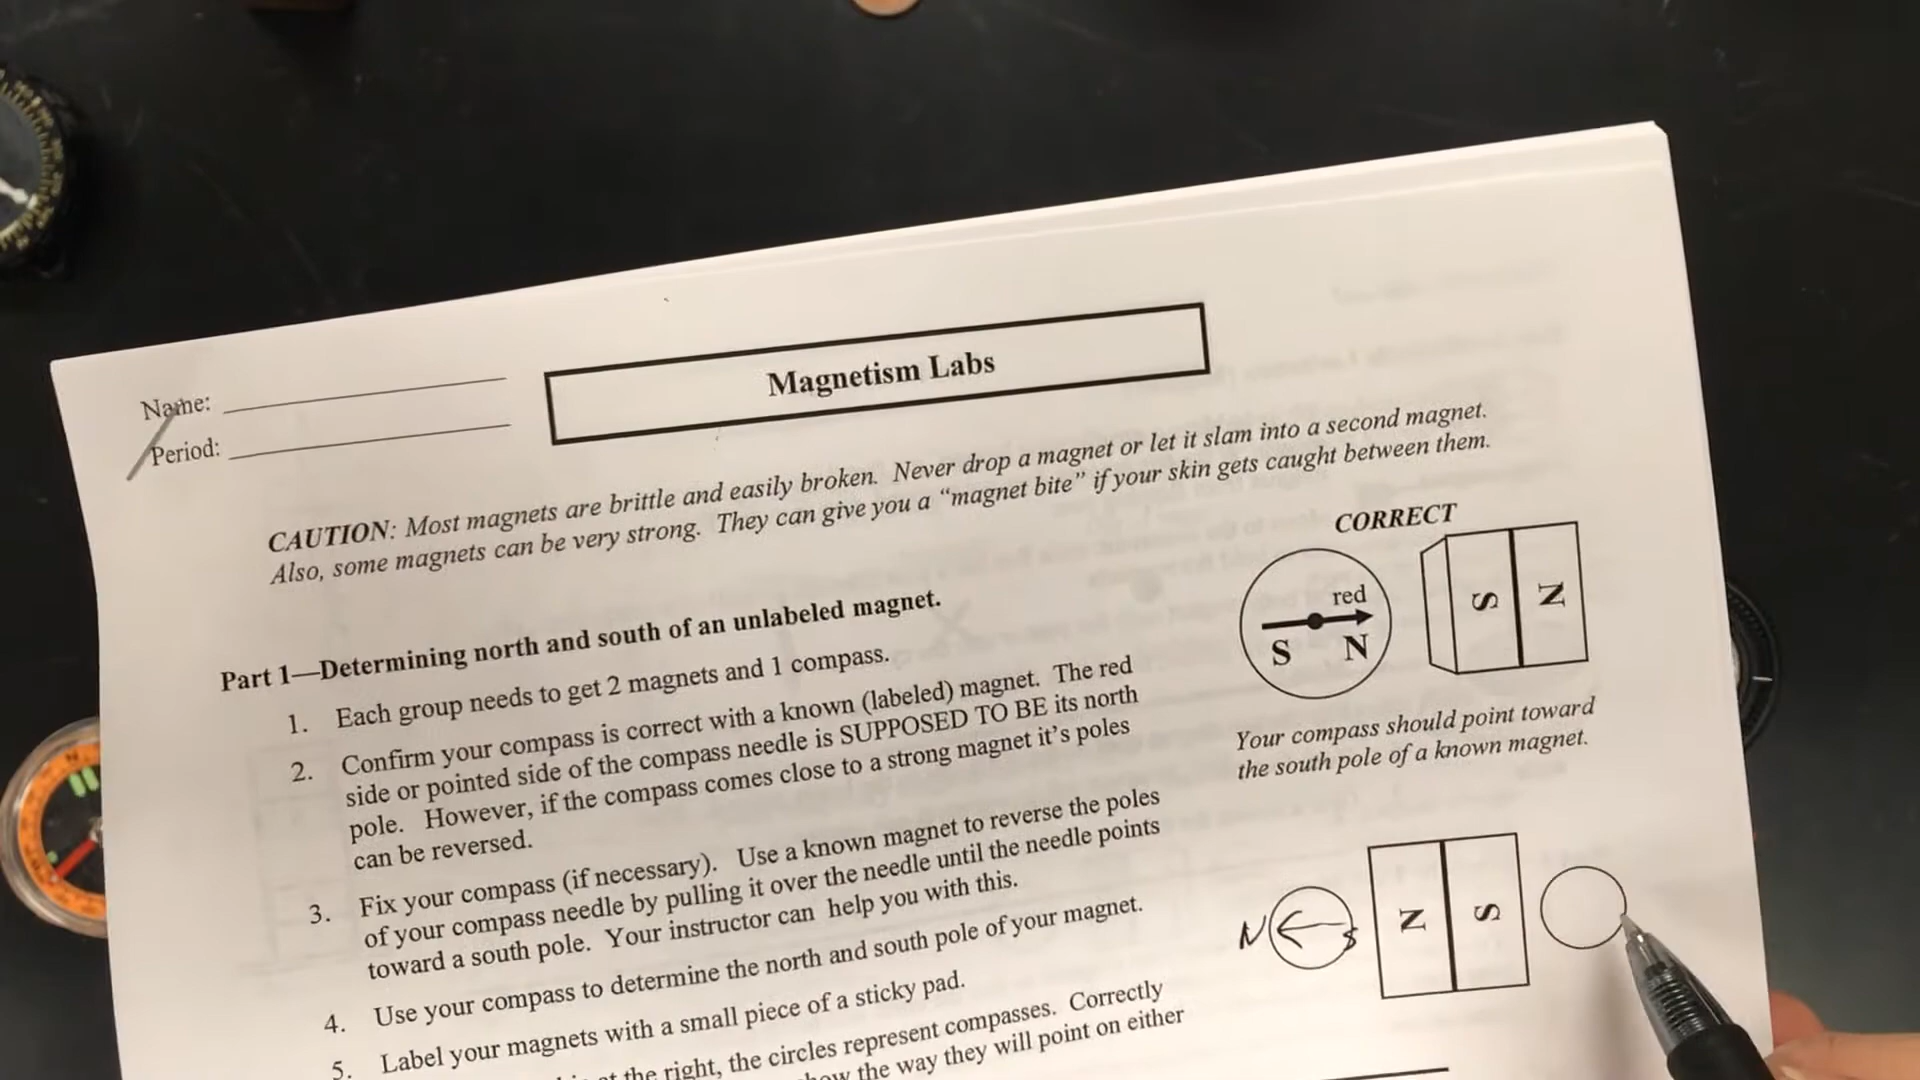 Magnetism Labs
Name:
Period:
CAUTION: Most magnets are brittle and easily broken. Never drop a magnet or let it slam into a second magnet.
Also, some magnets can be very strong. They can give you a “magnet bite” if your skin gets caught between them.
Part 1—Determining north and south of an unlabeled magnet.
1. Each group needs to get 2 magnets and 1 compass.
2. Confirm your compass is correct with a known (labeled) magnet. The red
side or pointed side of the compass needle is SUPPOSED TO BE its north
pole. However, if the compass comes close to a strong magnet it’s poles
can be reversed.
3. Fix your compass (if necessary). Use a known magnet to reverse the poles
of your compass needle by pulling it over the needle until the needle points
toward a south pole. Your instructor can help you with this.
4. Use your compass to determine the north and south pole of your magnet.
5. Label your magnets with a small piece of a sticky pad.
at the right, the circles represent compasses. Correctly
the way they will point on either
CORRECT
red
S N
S N
Your compass should point toward
the south pole of a known magnet.
N S
N S